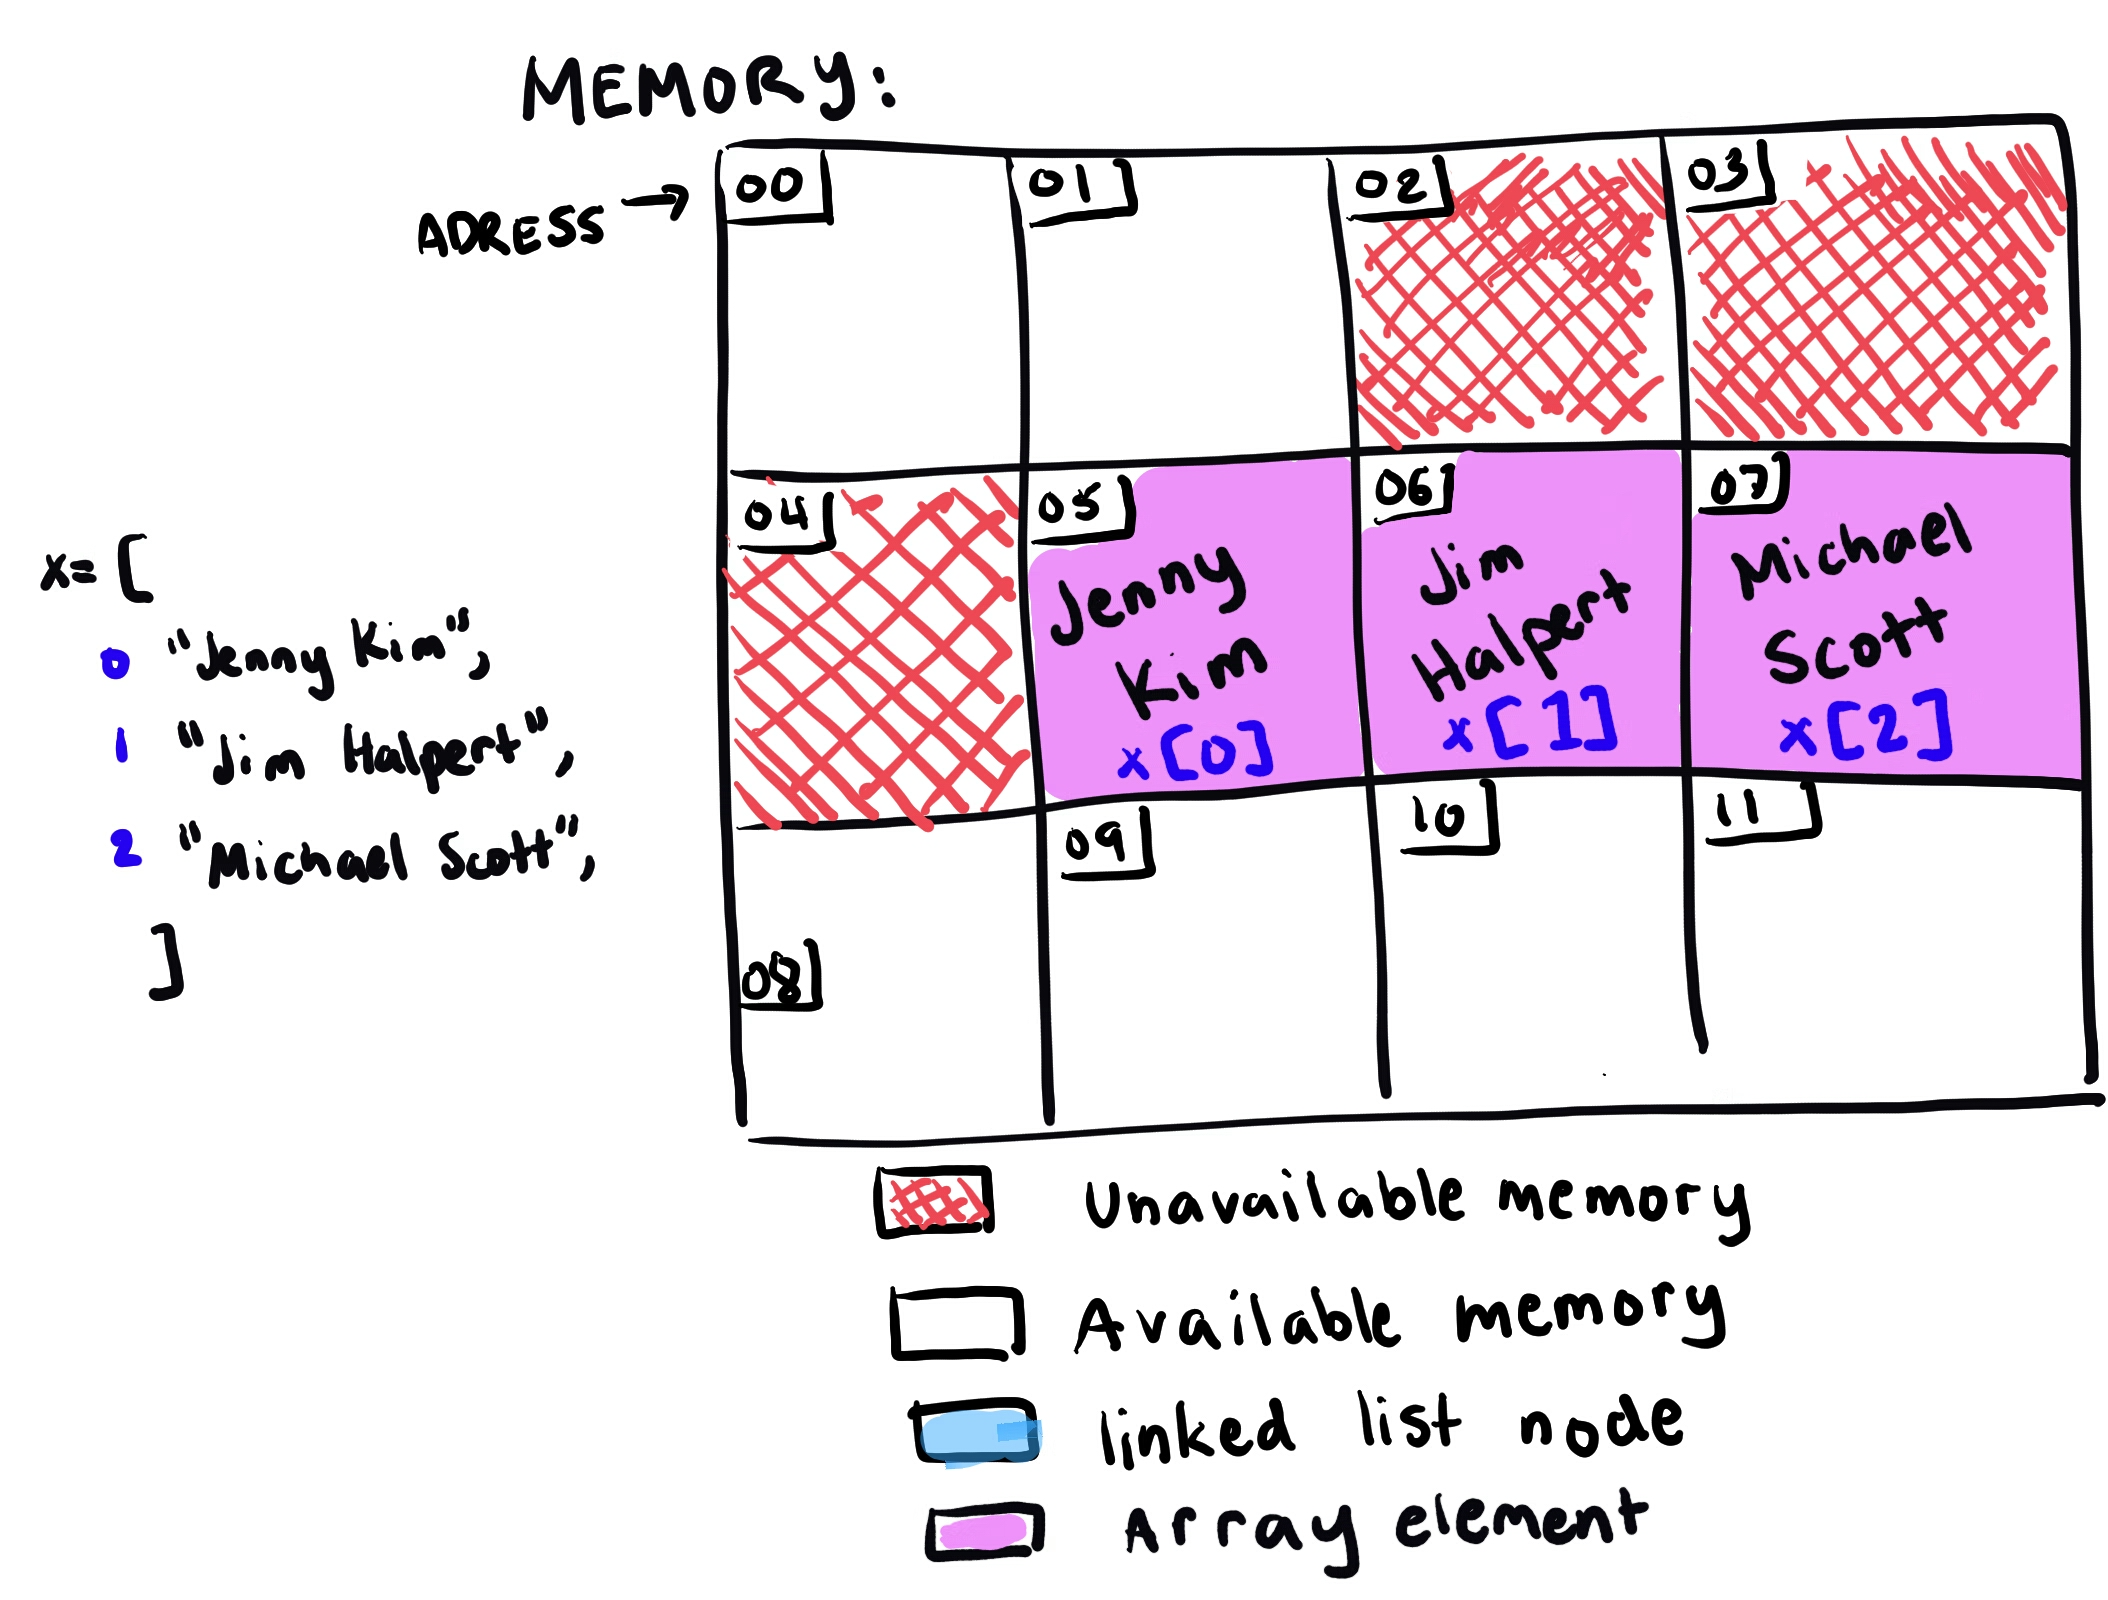 MEMORY:
ADRESS →
00
01
02
03
04
05
06
07
Jenny
Kim
x[0]
Jim
Halpert
x[1]
Michael
Scott
x[2]
x= [
0 "Jenny Kim",
1 "Jim Halpert",
2 "Michael Scott",
]
08
09
10
11
Unavailable memory
Available memory
linked list node
Array element